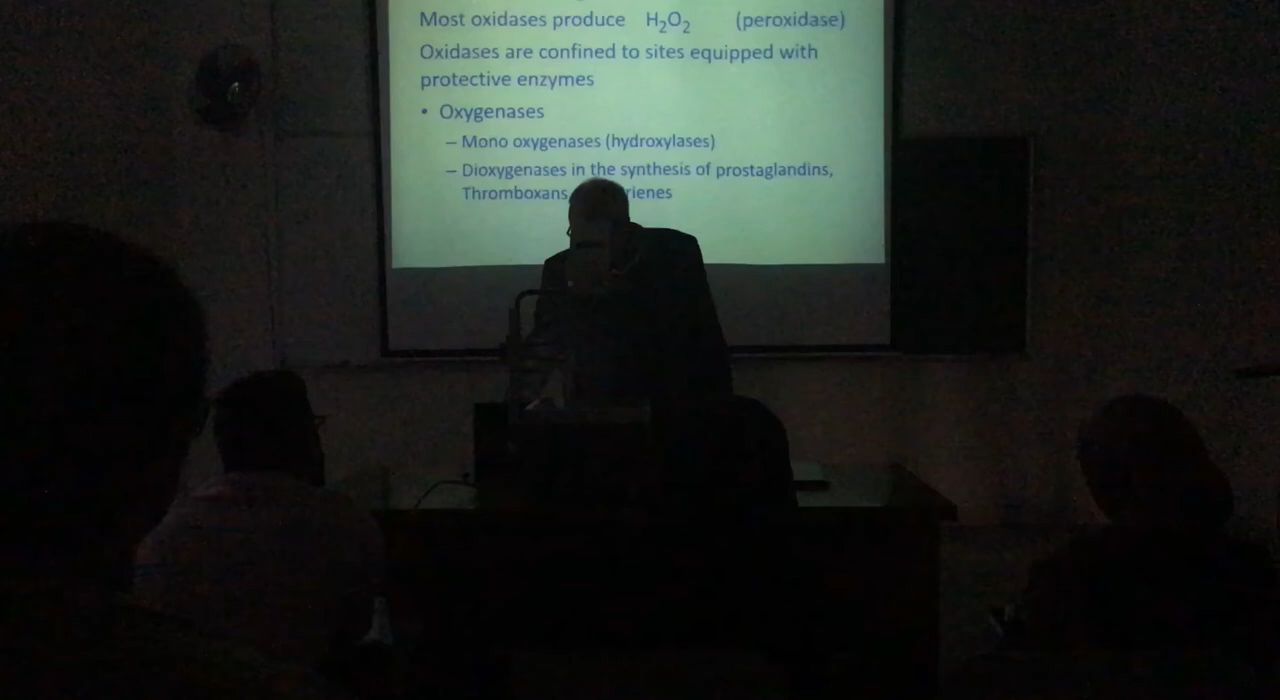 Most oxidases produce H₂O₂ (peroxidase)
Oxidases are confined to sites equipped with
protective enzymes
• Oxygenases
– Mono oxygenases (hydroxylases)
– Dioxygenases in the synthesis of prostaglandins,
Thromboxans